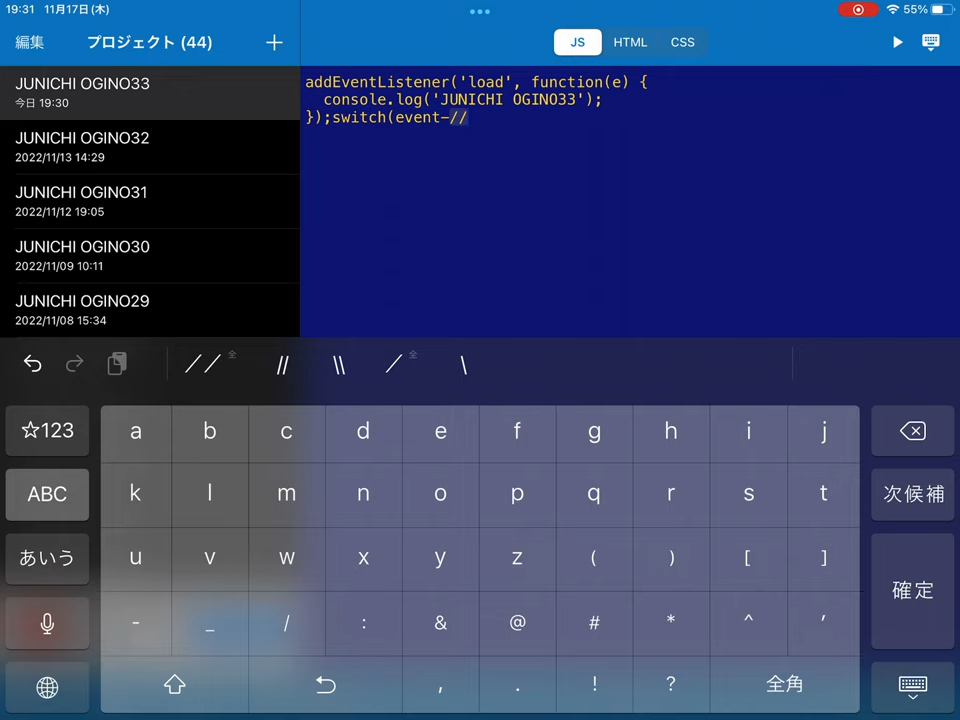 19:31 11月17日(木)
55%
編集 プロジェクト (44) +
JS HTML CSS
JUNICHI OGINO33
今日 19:30
JUNICHI OGINO32
2022/11/13 14:29
JUNICHI OGINO31
2022/11/12 19:05
JUNICHI OGINO30
2022/11/09 10:11
JUNICHI OGINO29
2022/11/08 15:34
addEventListener('load', function(e) {
console.log('JUNICHI OGINO33');
});switch(event-//
／／ 全 // \\ ／ 全 \
☆123 a b c d e f g h i j
ABC k l m n o p q r s t 次候補
あいう u v w x y z ( ) [ ] 確定
- _ / : & @ # * ^ ’
, . ! ? 全角